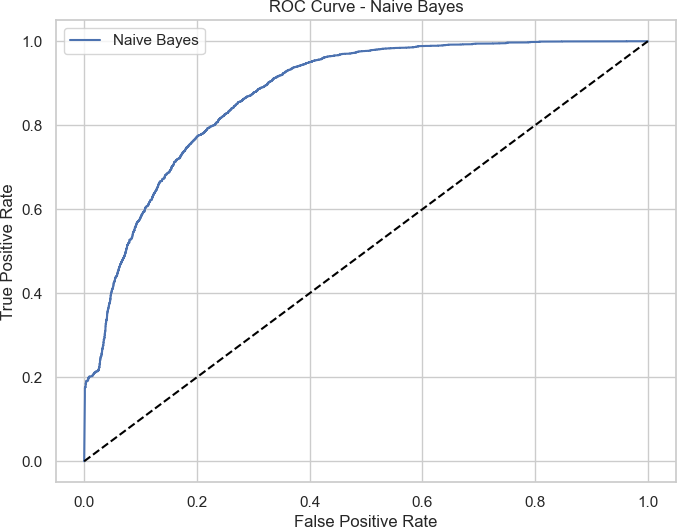 ROC Curve - Naive Bayes
Naive Bayes
True Positive Rate
1.0
0.8
0.6
0.4
0.2
0.0
0.0 0.2 0.4 0.6 0.8 1.0
False Positive Rate